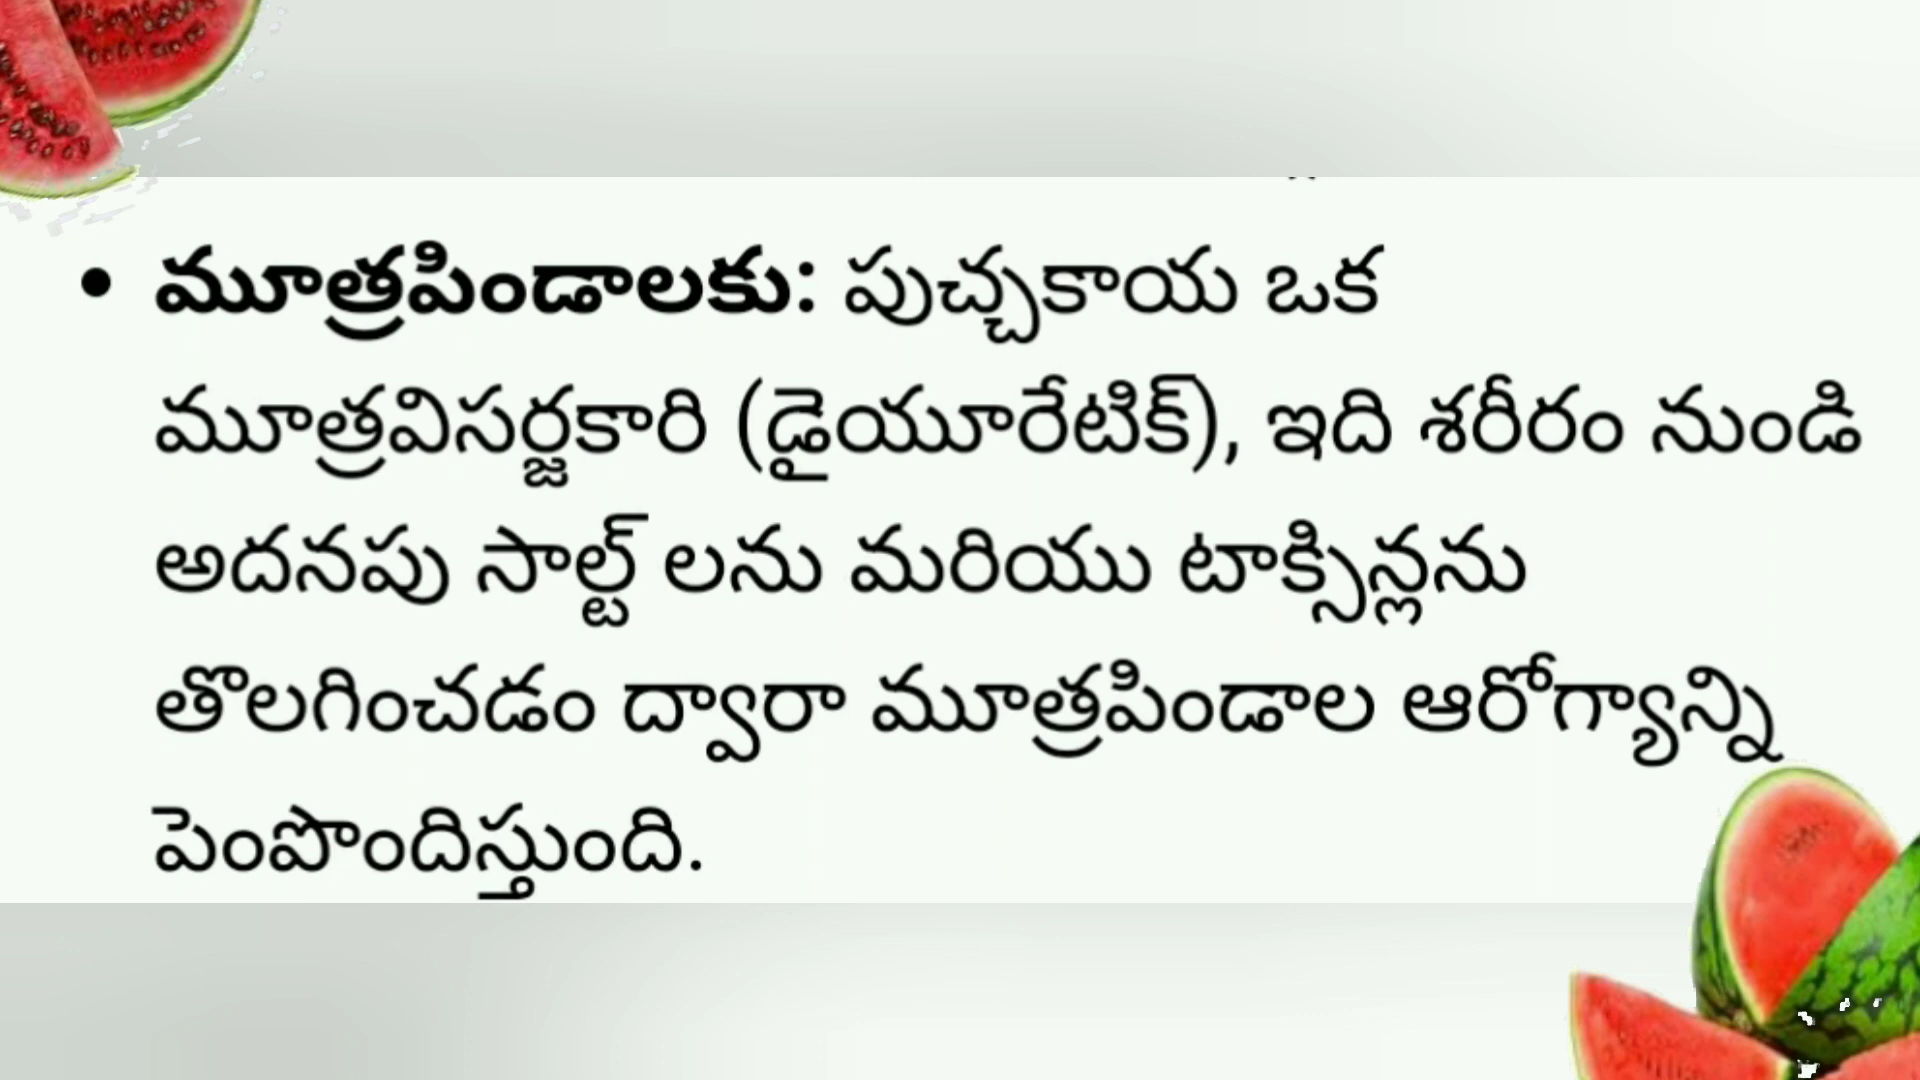 • మూత్రపిండాలకు: పుచ్చకాయ ఒక
మూత్రవిసర్జకారి (డైయూరేటిక్), ఇది శరీరం నుండి
అదనపు సాల్ట్ లను మరియు టాక్సిన్లను
తొలగించడం ద్వారా మూత్రపిండాల ఆరోగ్యాన్ని
పెంపొందిస్తుంది.